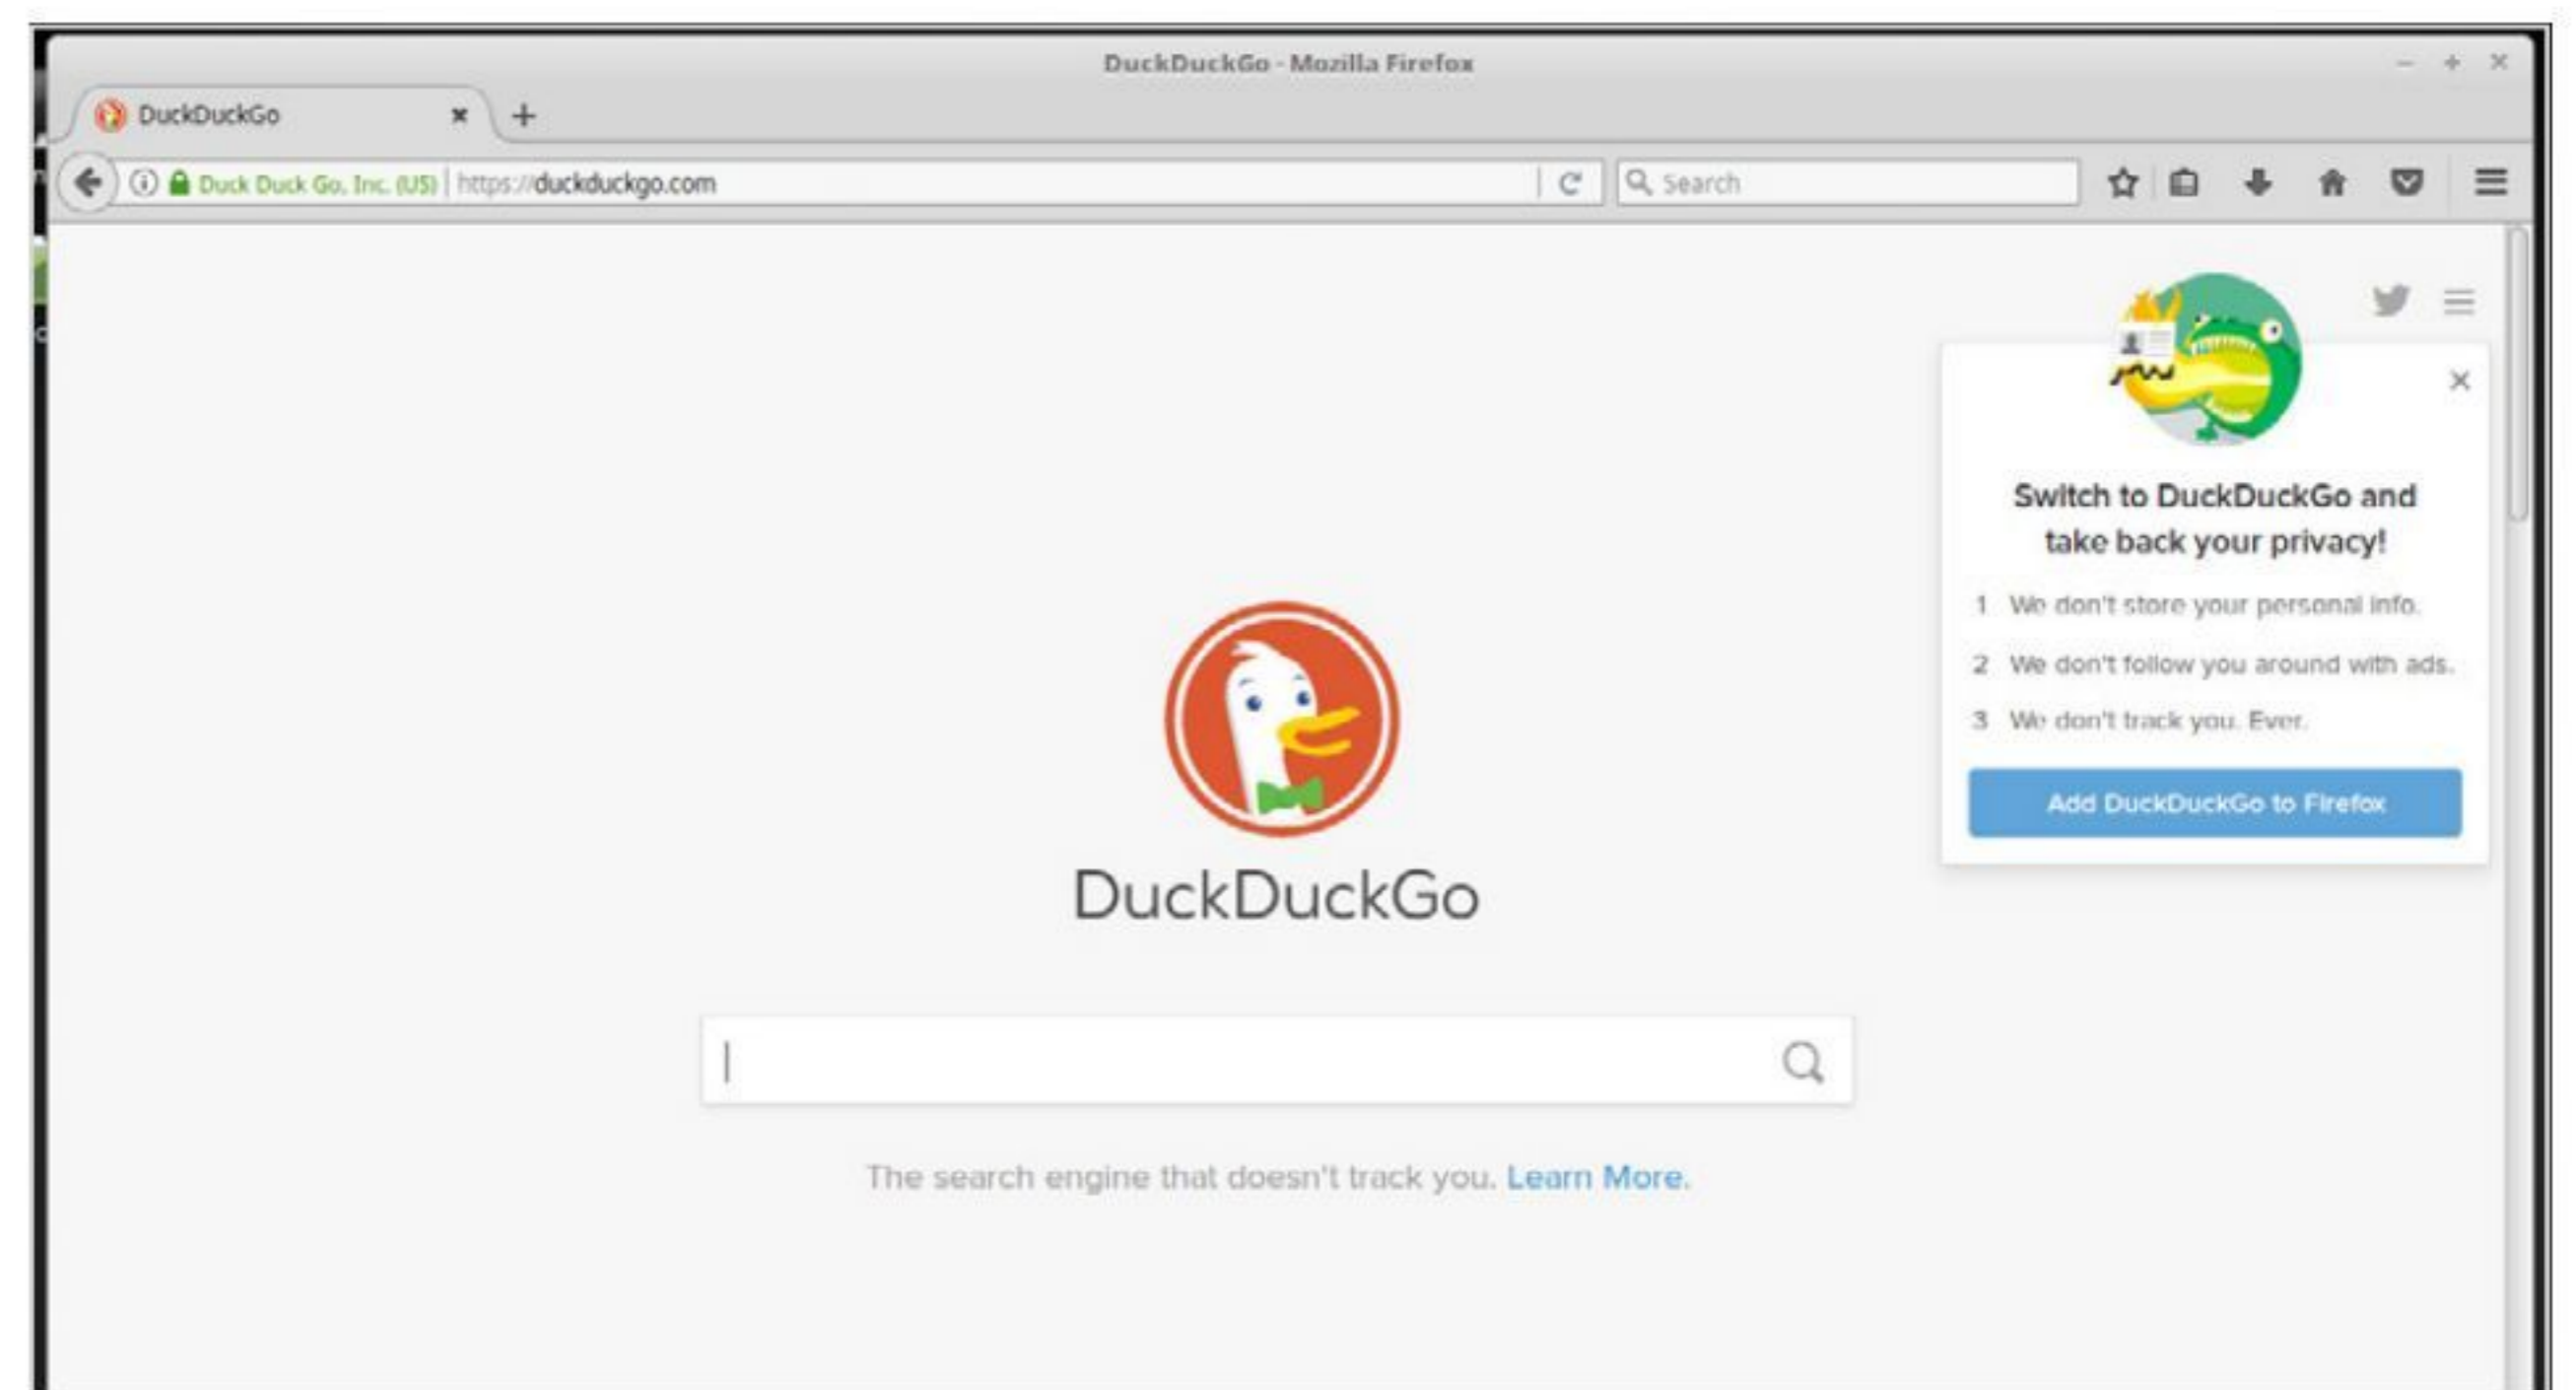 DuckDuckGo - Mozilla Firefox
DuckDuckGo
Duck Duck Go, Inc. (US) https://duckduckgo.com Search
Switch to DuckDuckGo and
take back your privacy!
1 We don't store your personal info.
2 We don't follow you around with ads.
3 We don't track you. Ever.
Add DuckDuckGo to Firefox
DuckDuckGo
The search engine that doesn't track you. Learn More.